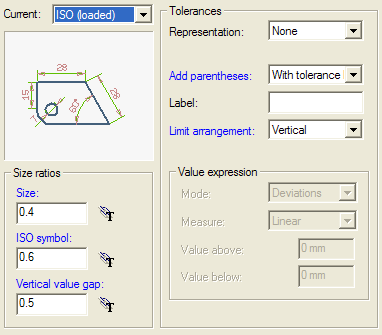 Current: ISO (loaded)
28
15
28
60°
7
Size ratios
Size:
0.4
ISO symbol:
0.6
Vertical value gap:
0.5
Tolerances
Representation: None
Add parentheses: With tolerance
Label:
Limit arrangement: Vertical
Value expression
Mode: Deviations
Measure: Linear
Value above: 0 mm
Value below: 0 mm